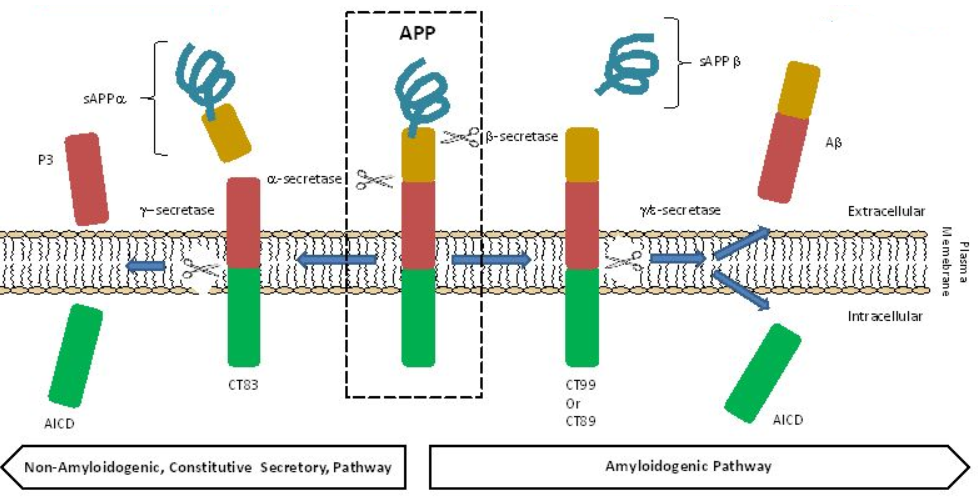 APP
sAPPα
sAPP β
P3
β-secretase
Aβ
α-secretase
γ–secretase
γ/ε-secretase
Extracellular
Plasma
Memebrane
Intracellular
CT83
CT99
Or
CT89
AICD
AICD
Non-Amyloidogenic, Constitutive Secretory, Pathway
Amyloidogenic Pathway